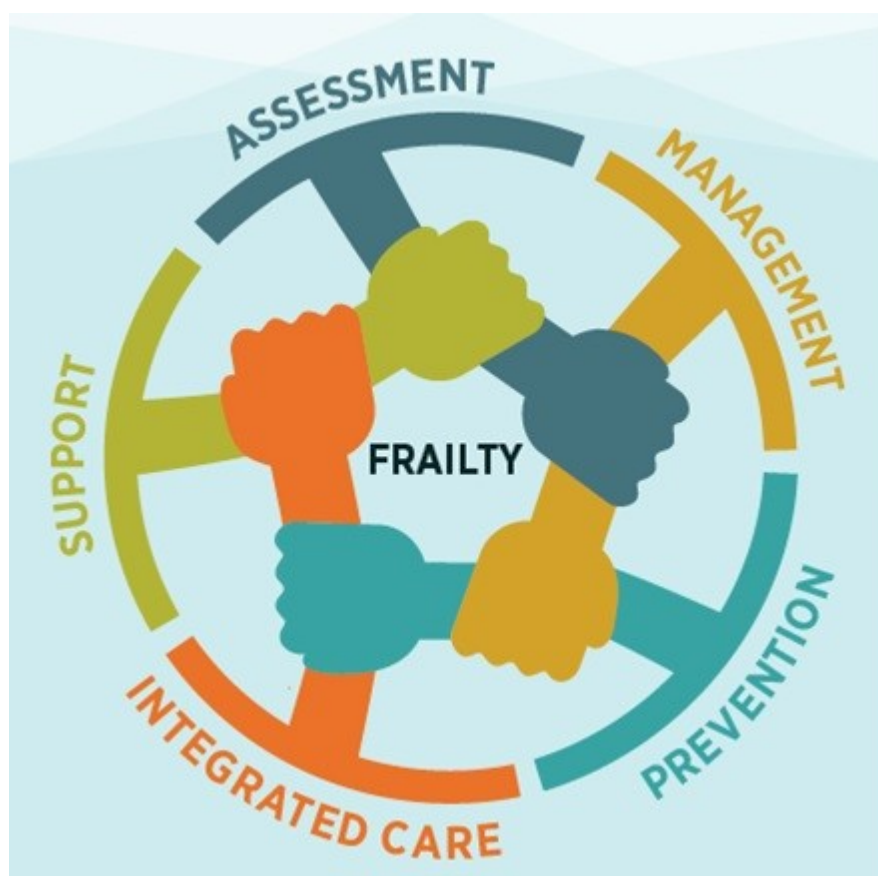 ASSESSMENT
MANAGEMENT
PREVENTION
INTEGRATED CARE
SUPPORT
FRAILTY